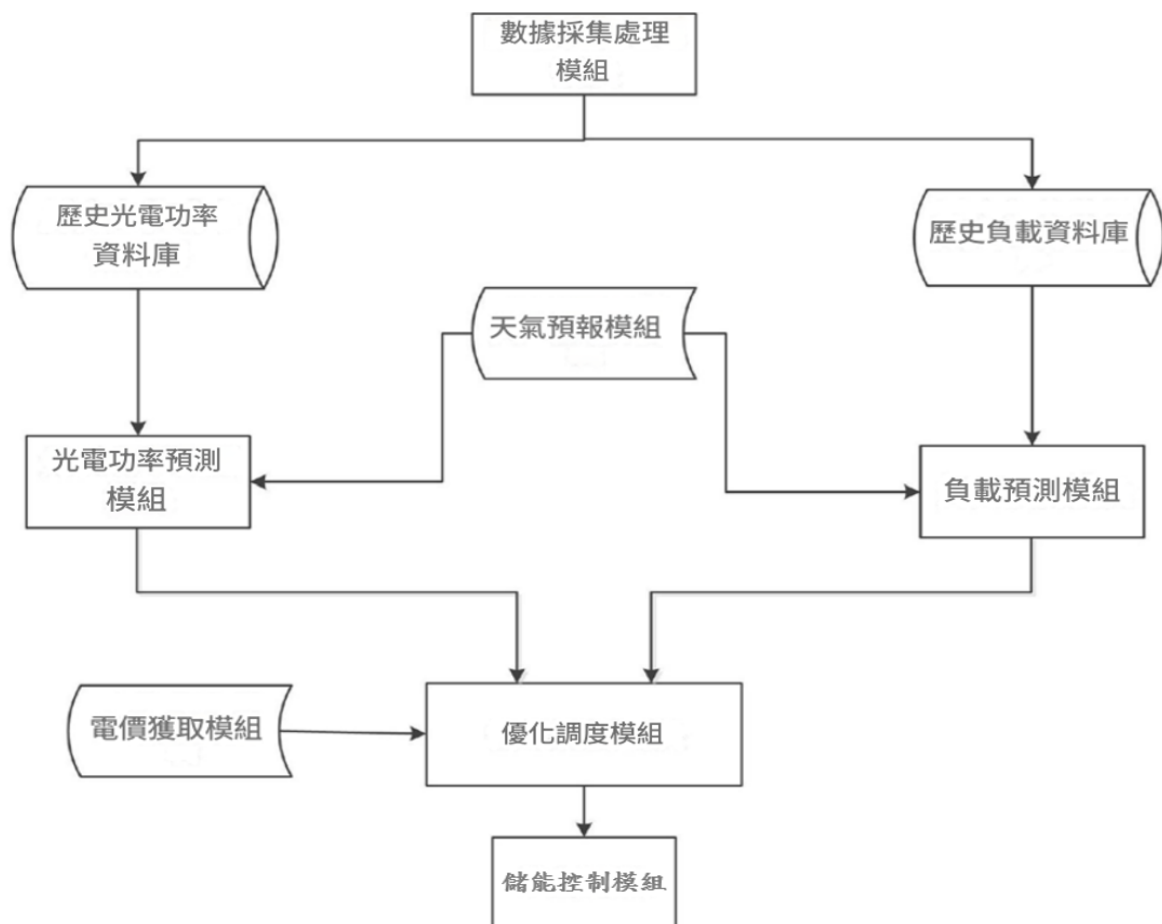 數據採集處理
模組
歷史光電功率
資料庫
歷史負載資料庫
天氣預報模組
光電功率預測
模組
負載預測模組
電價獲取模組
優化調度模組
儲能控制模組